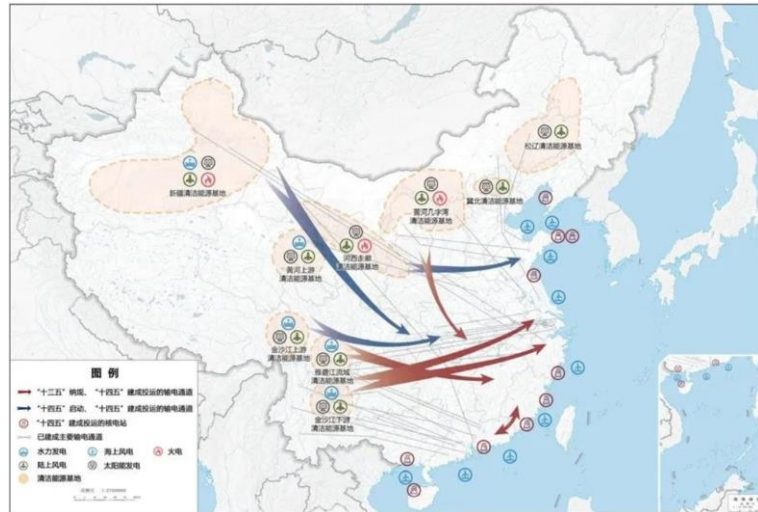 松辽清洁能源基地
新疆清洁能源基地
黄河几字湾
清洁能源基地
冀北清洁能源基地
河西走廊
清洁能源基地
黄河上游
清洁能源基地
金沙江上游
清洁能源基地
雅砻江流域
清洁能源基地
金沙江下游
清洁能源基地
图 例
“十三五”纳规、“十四五”建成投运的输电通道
“十四五”启动、“十四五”建成投运的输电通道
“十四五”建成投运的核电站
已建成主要输电通道
水力发电
海上风电
火电
陆上风电
太阳能发电
清洁能源基地